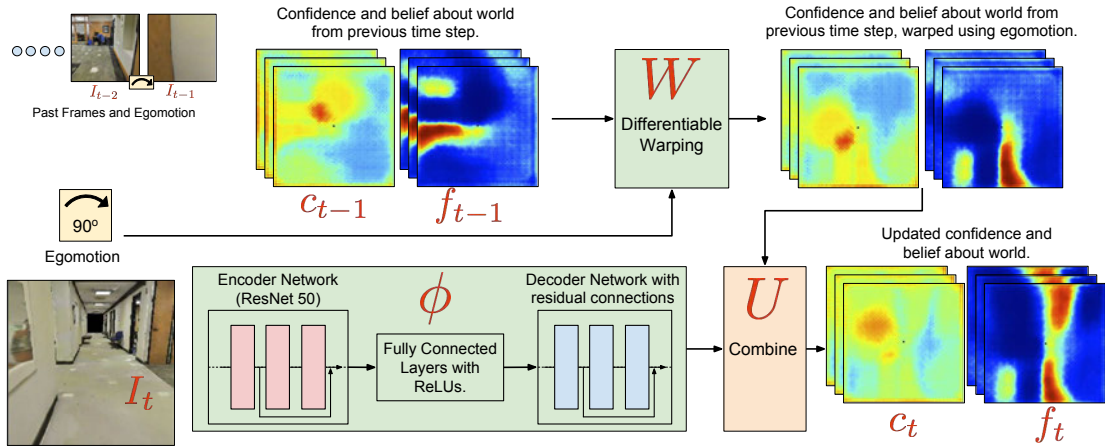 Confidence and belief about world
from previous time step.
Confidence and belief about world from
previous time step, warped using egomotion.
I_{t-2}
I_{t-1}
Past Frames and Egomotion
W
Differentiable
Warping
c_{t-1}
f_{t-1}
90º
Egomotion
Updated confidence and
belief about world.
Encoder Network
(ResNet 50)
ϕ
Decoder Network with
residual connections
Fully Connected
Layers with
ReLUs.
U
Combine
I_t
c_t
f_t